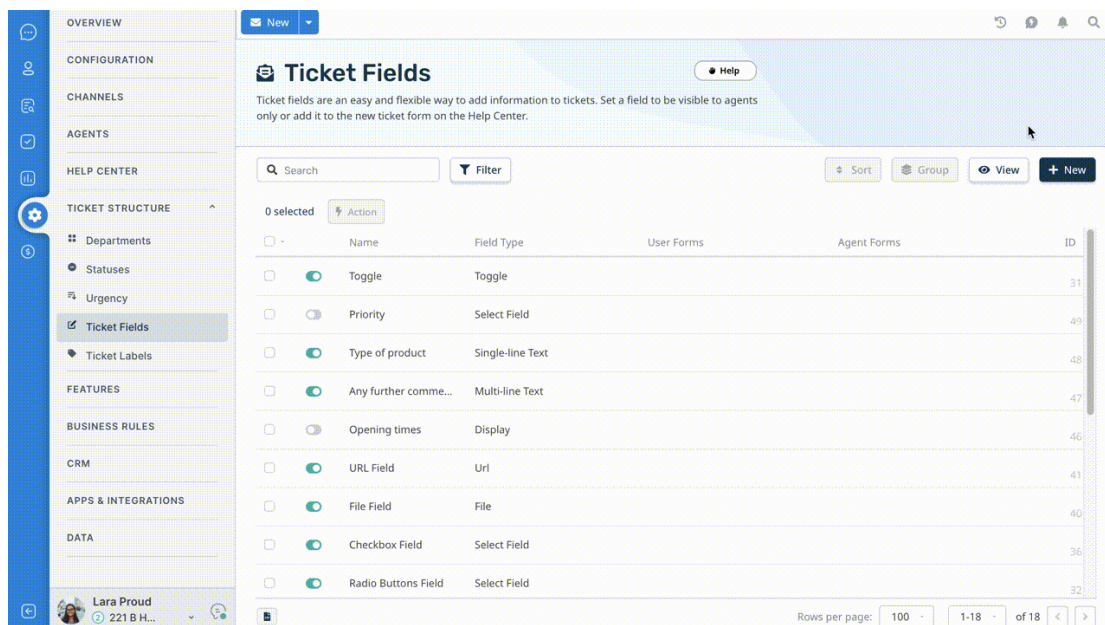 OVERVIEW
CONFIGURATION
CHANNELS
AGENTS
HELP CENTER
TICKET STRUCTURE
Departments
Statuses
Urgency
Ticket Fields
Ticket Labels
FEATURES
BUSINESS RULES
CRM
APPS & INTEGRATIONS
DATA
Lara Proud
2 221 B H...
New
Ticket Fields
Help
Ticket fields are an easy and flexible way to add information to tickets. Set a field to be visible to agents
only or add it to the new ticket form on the Help Center.
Search Filter Sort Group View + New
0 selected Action
Name Field Type User Forms Agent Forms ID
Toggle Toggle 31
Priority Select Field 49
Type of product Single-line Text 48
Any further comme... Multi-line Text 47
Opening times Display 46
URL Field Url 41
File Field File 40
Checkbox Field Select Field 36
Radio Buttons Field Select Field 32
Rows per page: 100 1-18 of 18